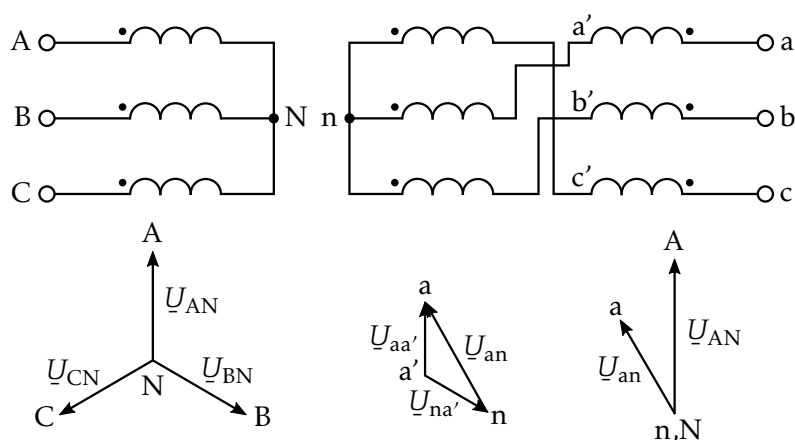 A N n a' a
B b' b
C c' c
A
U̲AN
U̲CN
N
U̲BN
C
B
a
U̲aa'
U̲an
a'
U̲na'
n
A
a
U̲AN
U̲an
n,N